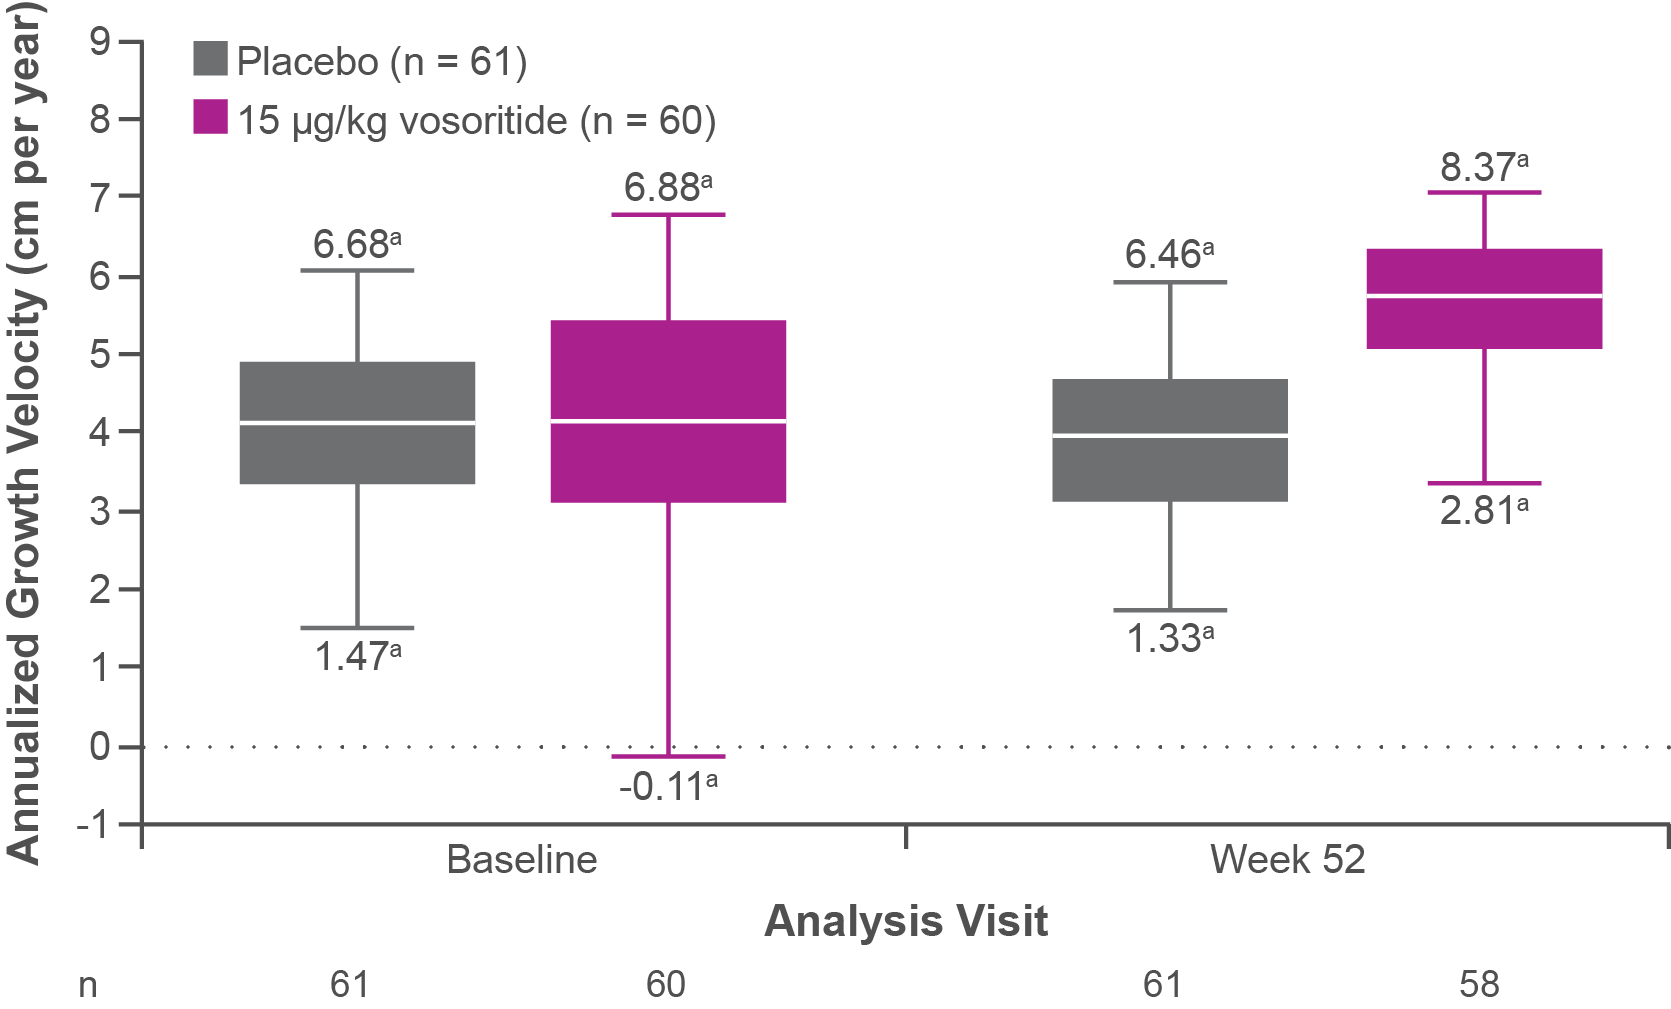 Annualized Growth Velocity (cm per year)
9
8
7
6
5
4
3
2
1
0
-1
Placebo (n = 61)
15 µg/kg vosoritide (n = 60)
6.68ᵃ
6.88ᵃ
6.46ᵃ
8.37ᵃ
1.47ᵃ
-0.11ᵃ
1.33ᵃ
2.81ᵃ
Baseline Week 52
Analysis Visit
n 61 60 61 58